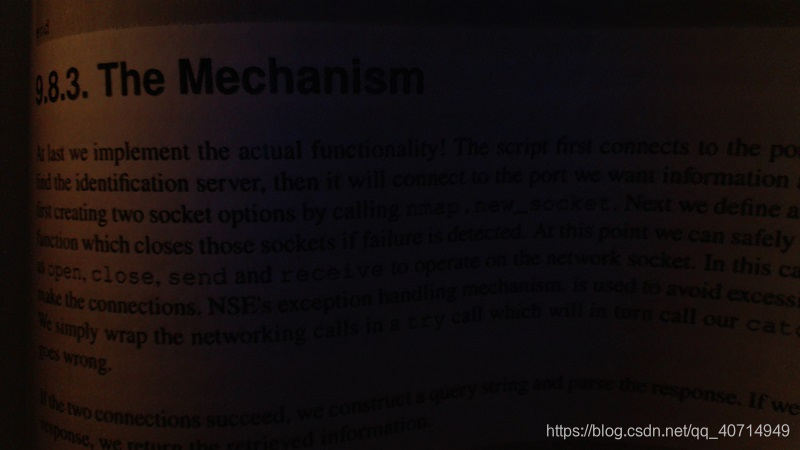 end
9.8.3. The Mechanism
At last we implement the actual functionality! The script first connects to the po
find the identification server, then it will connect to the port we want information
first creating two socket options by calling nmap.new_socket. Next we define a
function which closes those sockets if failure is detected. At this point we can safely
as open, close, send and receive to operate on the network socket. In this ca
make the connections. NSE's exception handling mechanism is used to avoid excess
We simply wrap the networking calls in a try call which will in turn call our catc
goes wrong.
If the two connections succeed, we construct a query string and parse the response. If we
response, we return the retrieved information.
https://blog.csdn.net/qq_40714949